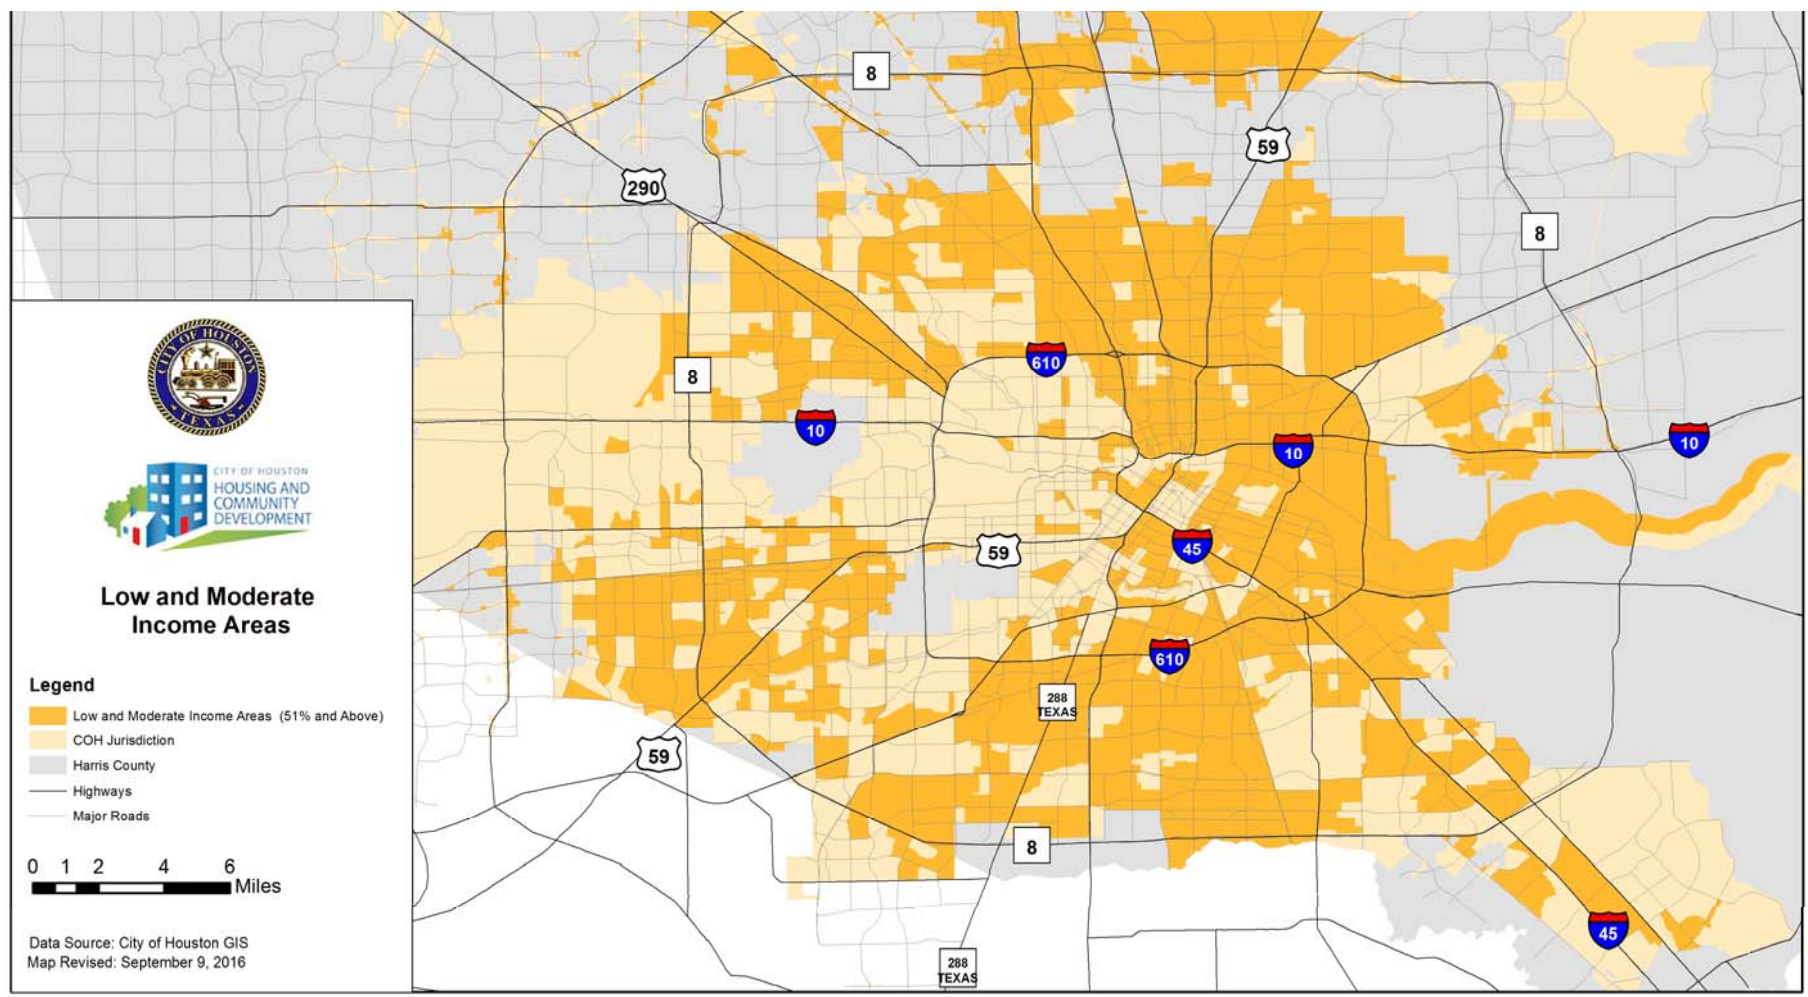 8
59
290
8
610
8
10
10
10
59
45
610
288
TEXAS
59
8
45
288
TEXAS
CITY OF HOUSTON
TEXAS
CITY OF HOUSTON
HOUSING AND
COMMUNITY
DEVELOPMENT
Low and Moderate
Income Areas
Legend
Low and Moderate Income Areas (51% and Above)
COH Jurisdiction
Harris County
Highways
Major Roads
0 1 2 4 6
Miles
Data Source: City of Houston GIS
Map Revised: September 9, 2016